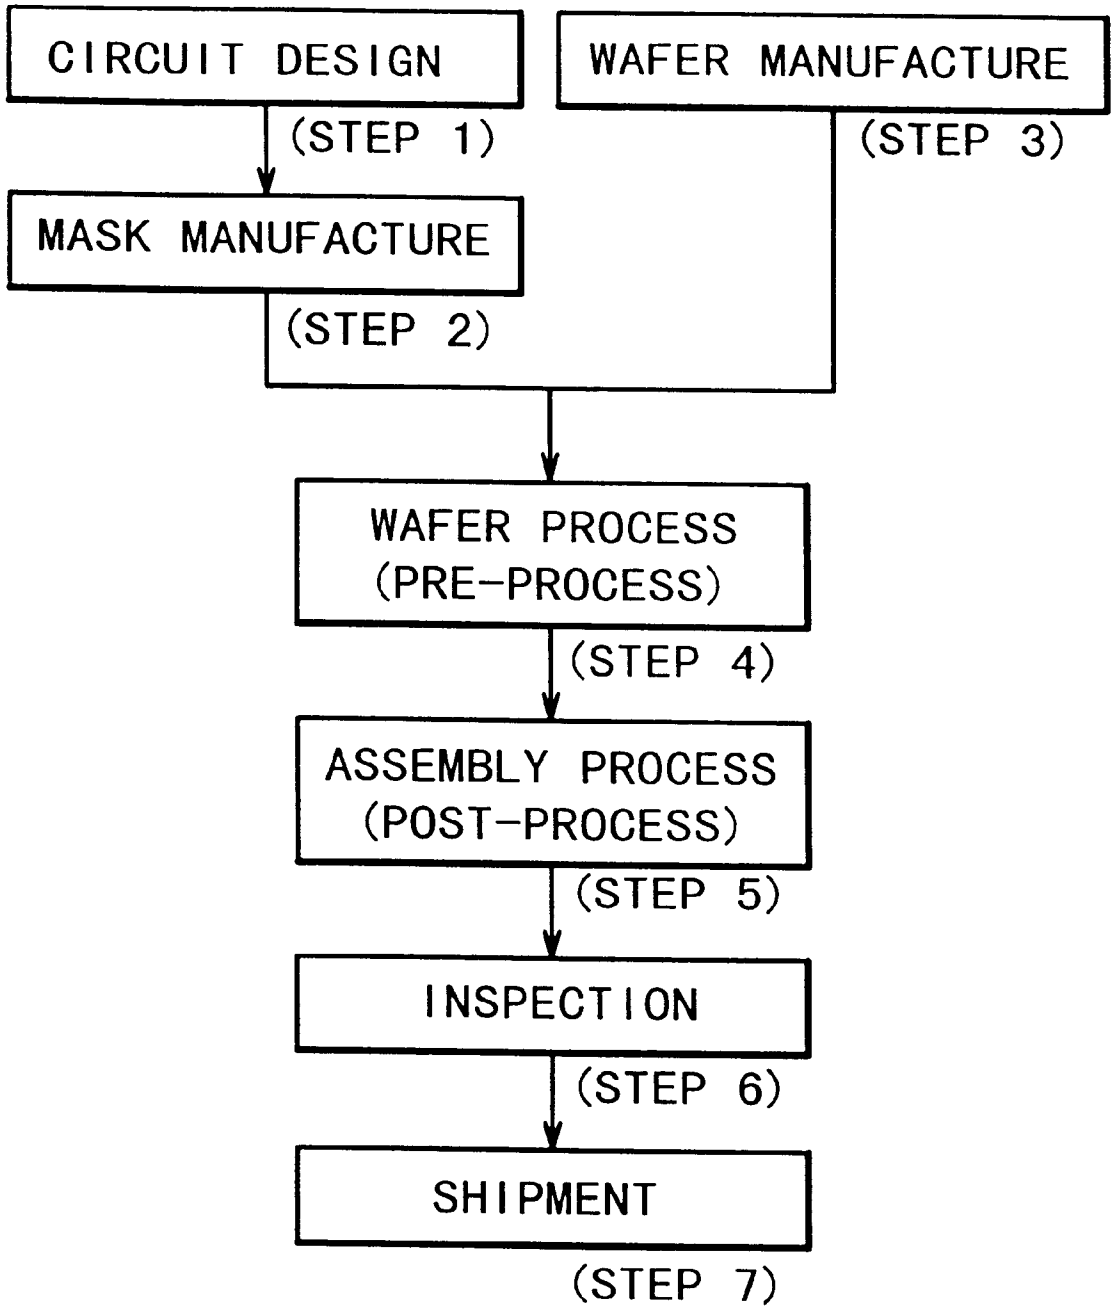 CIRCUIT DESIGN
(STEP 1)
MASK MANUFACTURE
(STEP 2)
WAFER MANUFACTURE
(STEP 3)
WAFER PROCESS
(PRE-PROCESS)
(STEP 4)
ASSEMBLY PROCESS
(POST-PROCESS)
(STEP 5)
INSPECTION
(STEP 6)
SHIPMENT
(STEP 7)